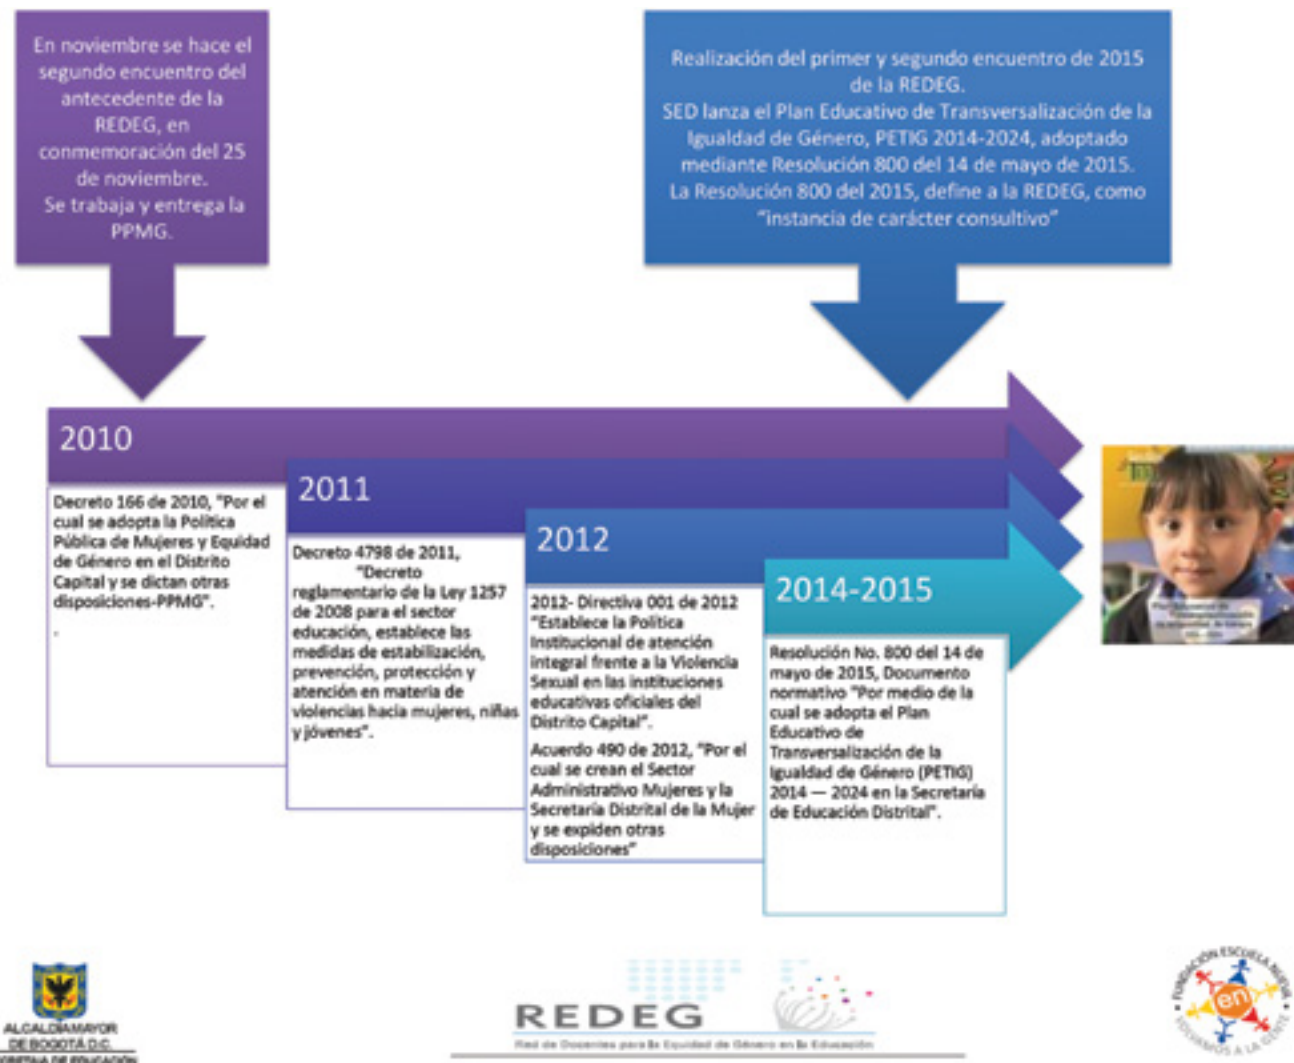 En noviembre se hace el
segundo encuentro del
antecedente de la
REDEG, en
conmemoración del 25
de noviembre.
Se trabaja y entrega la
PPMG.
Realización del primer y segundo encuentro de 2015
de la REDEG.
SED lanza el Plan Educativo de Transversalización de la
Igualdad de Género, PETIG 2014-2024, adoptado
mediante Resolución 800 del 14 de mayo de 2015.
La Resolución 800 del 2015, define a la REDEG, como
"instancia de carácter consultivo"
2010
Decreto 166 de 2010, "Por el
cual se adopta la Política
Pública de Mujeres y Equidad
de Género en el Distrito
Capital y se dictan otras
disposiciones-PPMG".
.
2011
Decreto 4798 de 2011,
"Decreto
reglamentario de la Ley 1257
de 2008 para el sector
educación, establece las
medidas de estabilización,
prevención, protección y
atención en materia de
violencias hacia mujeres, niñas
y jóvenes".
2012
2012- Directiva 001 de 2012
"Establece la Política
Institucional de atención
integral frente a la Violencia
Sexual en las instituciones
educativas oficiales del
Distrito Capital".
Acuerdo 490 de 2012, "Por el
cual se crean el Sector
Administrativo Mujeres y la
Secretaría Distrital de la Mujer
y se expiden otras
disposiciones"
2014-2015
Resolución No. 800 del 14 de
mayo de 2015, Documento
normativo "Por medio de la
cual se adopta el Plan
Educativo de
Transversalización de la
Igualdad de Género (PETIG)
2014 — 2024 en la Secretaría
de Educación Distrital".
ALCALDÍA MAYOR
DE BOGOTÁ D.C.
REDEG
Red de Docentes para la Equidad de Género en la Educación
FUNDACIÓN ESCUELA NUEVA
en
VOLVAMOS A LA GENTE